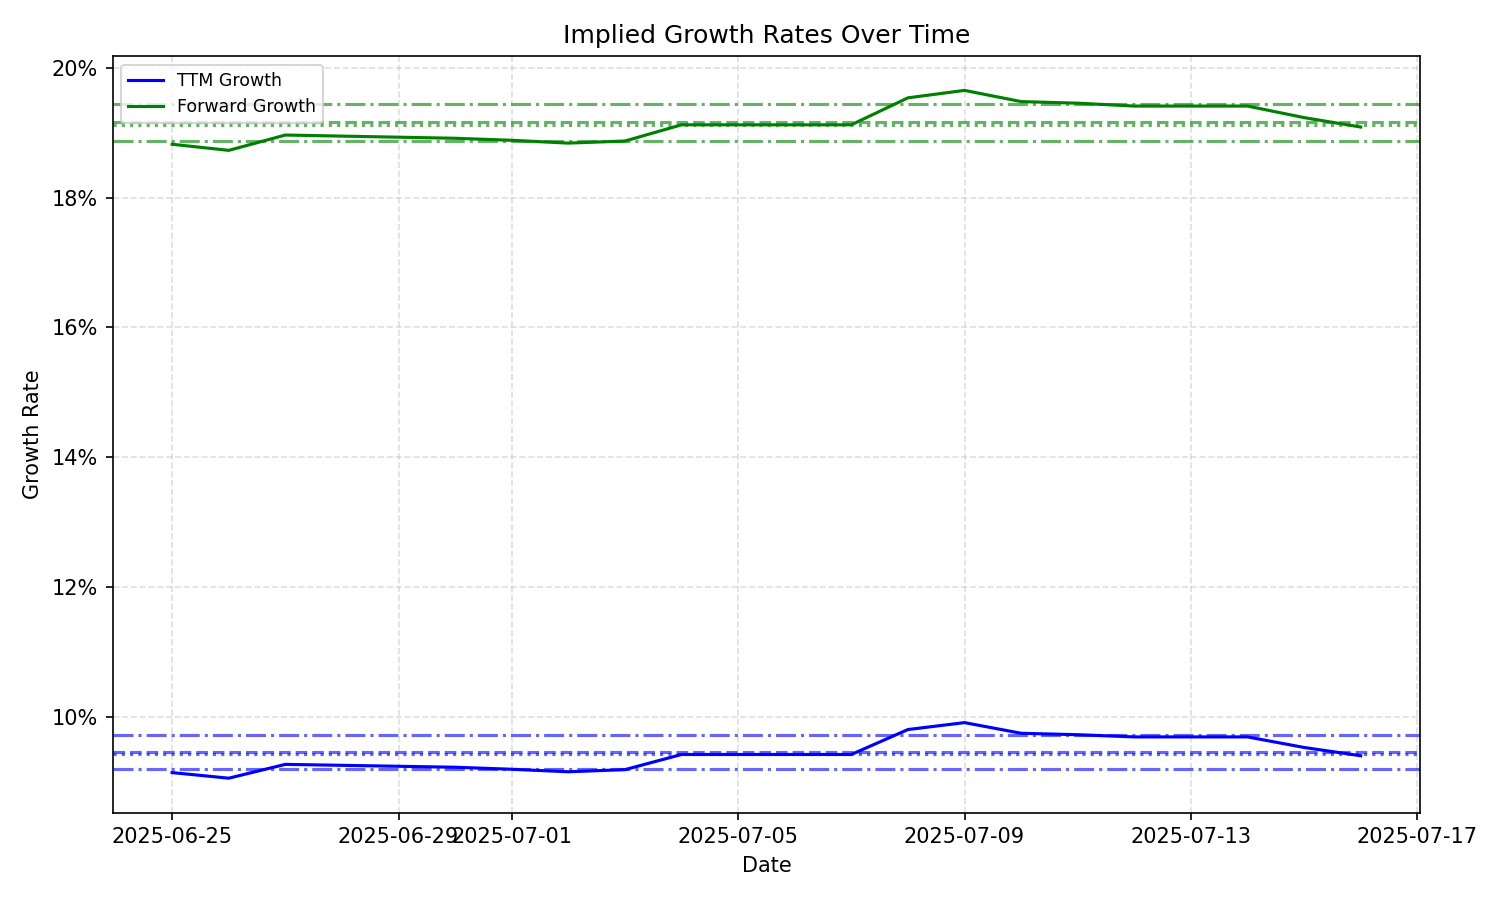 Implied Growth Rates Over Time
TTM Growth
Forward Growth
20%
18%
16%
14%
12%
10%
Growth Rate
2025-06-25
2025-06-29
2025-07-01
2025-07-05
2025-07-09
2025-07-13
2025-07-17
Date